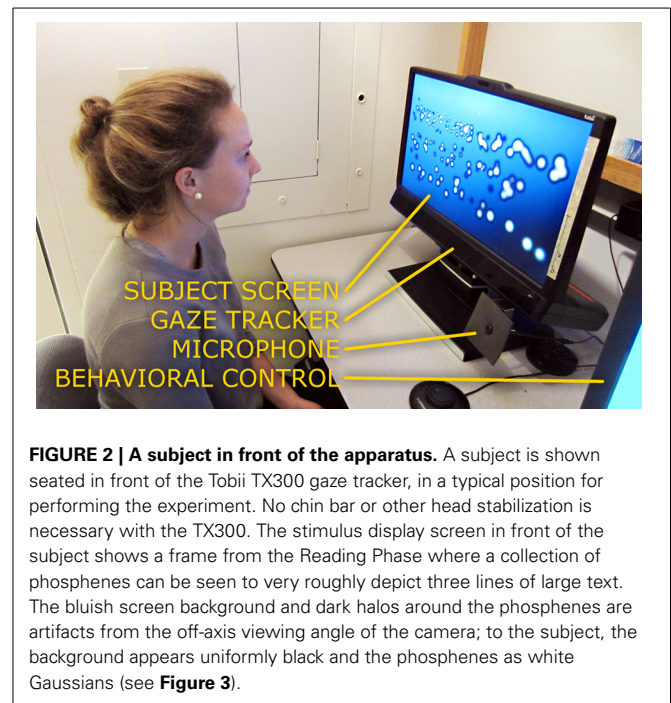 tobii
SUBJECT SCREEN
GAZE TRACKER
MICROPHONE
BEHAVIORAL CONTROL
FIGURE 2 | A subject in front of the apparatus. A subject is shown
seated in front of the Tobii TX300 gaze tracker, in a typical position for
performing the experiment. No chin bar or other head stabilization is
necessary with the TX300. The stimulus display screen in front of the
subject shows a frame from the Reading Phase where a collection of
phosphenes can be seen to very roughly depict three lines of large text.
The bluish screen background and dark halos around the phosphenes are
artifacts from the off-axis viewing angle of the camera; to the subject, the
background appears uniformly black and the phosphenes as white
Gaussians (see Figure 3).